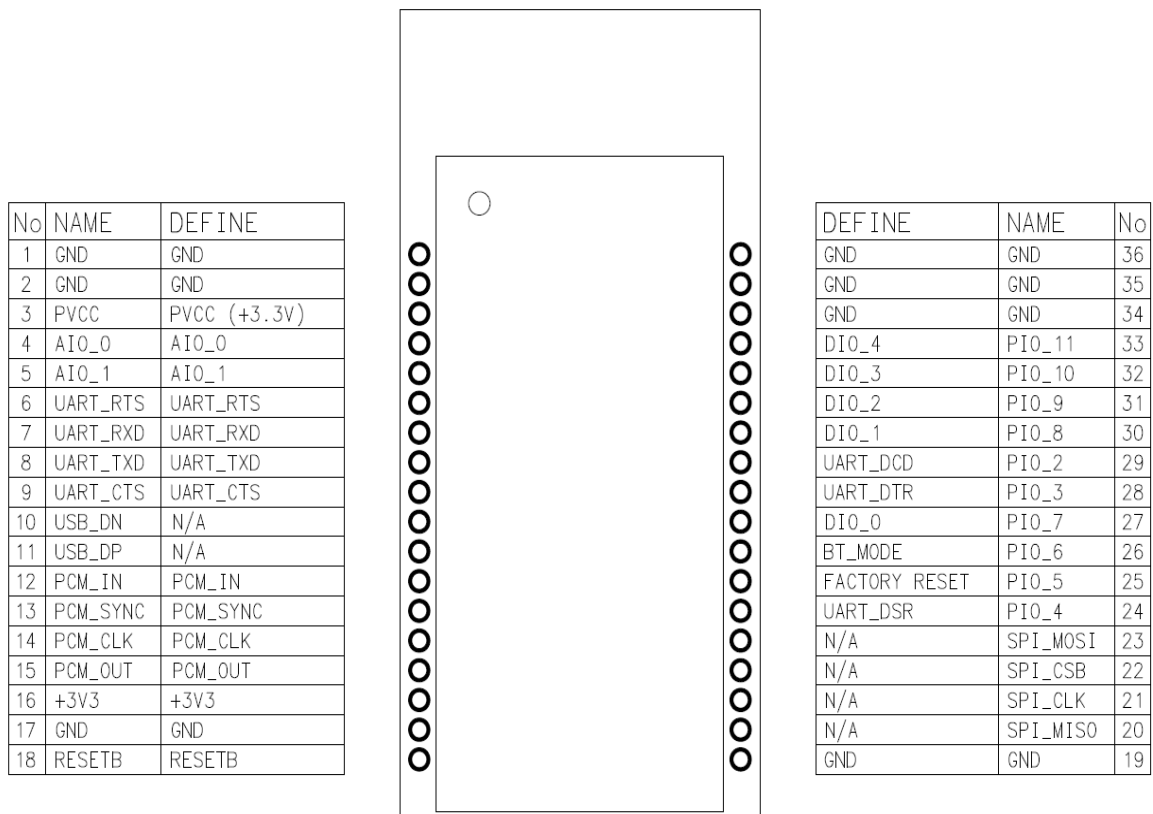 No NAME DEFINE
1 GND GND
2 GND GND
3 PVCC PVCC (+3.3V)
4 AIO_0 AIO_0
5 AIO_1 AIO_1
6 UART_RTS UART_RTS
7 UART_RXD UART_RXD
8 UART_TXD UART_TXD
9 UART_CTS UART_CTS
10 USB_DN N/A
11 USB_DP N/A
12 PCM_IN PCM_IN
13 PCM_SYNC PCM_SYNC
14 PCM_CLK PCM_CLK
15 PCM_OUT PCM_OUT
16 +3V3 +3V3
17 GND GND
18 RESETB RESETB
DEFINE NAME No
GND GND 36
GND GND 35
GND GND 34
DIO_4 PIO_11 33
DIO_3 PIO_10 32
DIO_2 PIO_9 31
DIO_1 PIO_8 30
UART_DCD PIO_2 29
UART_DTR PIO_3 28
DIO_0 PIO_7 27
BT_MODE PIO_6 26
FACTORY RESET PIO_5 25
UART_DSR PIO_4 24
N/A SPI_MOSI 23
N/A SPI_CSB 22
N/A SPI_CLK 21
N/A SPI_MISO 20
GND GND 19